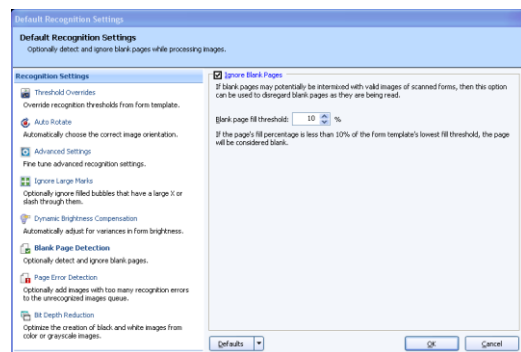 Default Recognition Settings
Default Recognition Settings
Optionally detect and ignore blank pages while processing images.
Recognition Settings
Threshold Overrides
Override recognition thresholds from form template.
Auto Rotate
Automatically choose the correct image orientation.
Advanced Settings
Fine tune advanced recognition settings.
Ignore Large Marks
Optionally ignore filled bubbles that have a large X or
slash through them.
Dynamic Brightness Compensation
Automatically adjust for variances in form brightness.
Blank Page Detection
Optionally detect and ignore blank pages.
Page Error Detection
Optionally add images with too many recognition errors
to the unrecognized images queue.
Bit Depth Reduction
Optimize the creation of black and white images from
color or grayscale images.
Ignore Blank Pages
If blank pages may potentially be intermixed with valid images of scanned forms, then this option
can be used to disregard blank pages as they are being read.
Blank page fill threshold: 10 %
If the page's fill percentage is less than 10% of the form template's lowest fill threshold, the page
will be considered blank.
Defaults
OK
Cancel